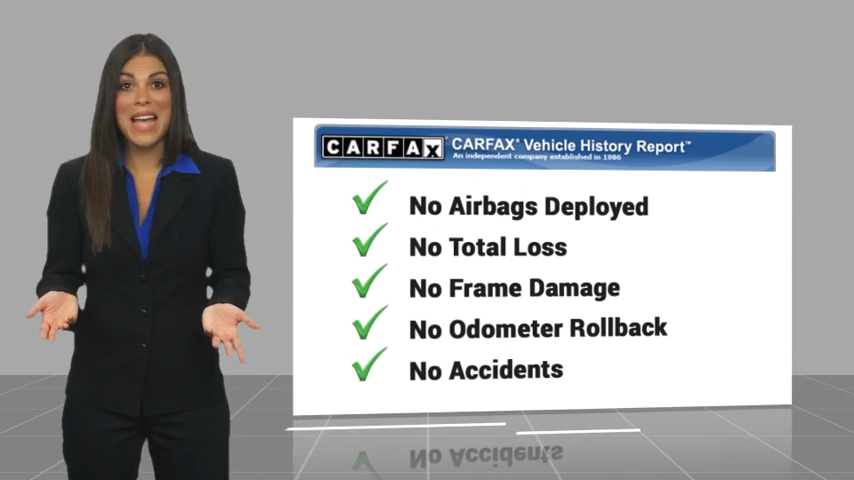 CARFAX CARFAX® Vehicle History Report™
An independent company established in 1986
No Airbags Deployed
No Total Loss
No Frame Damage
No Odometer Rollback
No Accidents
No Accidents